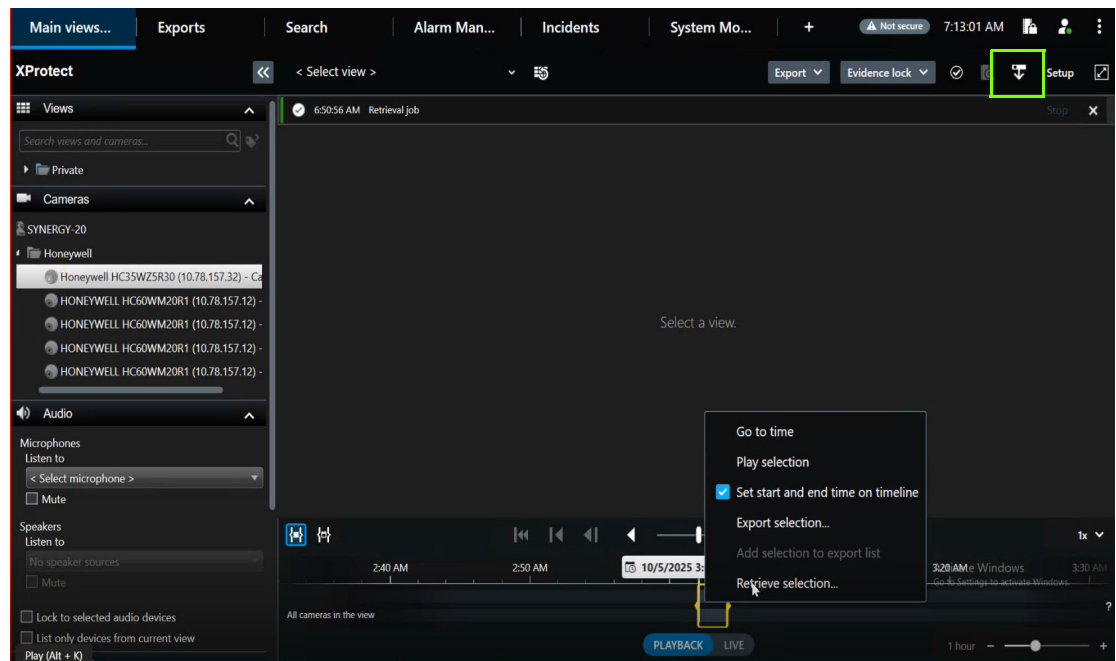 Main views...
Exports
Search
Alarm Man...
Incidents
System Mo...
+
Not secure
7:13:01 AM
XProtect
< Select view >
Export
Evidence lock
Setup
Views
6:50:56 AM Retrieval job
Stop
Search views and cameras...
Private
Cameras
SYNERGY-20
Honeywell
Honeywell HC35WZ5R30 (10.78.157.32) - Ca
HONEYWELL HC60WM20R1 (10.78.157.12) -
HONEYWELL HC60WM20R1 (10.78.157.12) -
HONEYWELL HC60WM20R1 (10.78.157.12) -
HONEYWELL HC60WM20R1 (10.78.157.12) -
Select a view.
Audio
Microphones
Listen to
< Select microphone >
Mute
Speakers
Listen to
No speaker sources
Mute
Lock to selected audio devices
List only devices from current view
Play (Alt + K)
Go to time
Play selection
Set start and end time on timeline
Export selection...
Add selection to export list
Retrieve selection...
1x
2:40 AM
2:50 AM
10/5/2025 3:
3:20 AM
Windows
3:30 AM
Go to Settings to activate Windows.
All cameras in the view
?
PLAYBACK
LIVE
1 hour